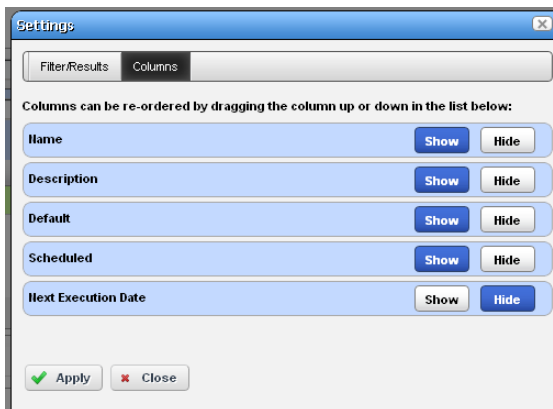 Settings
Filter/Results Columns
Columns can be re-ordered by dragging the column up or down in the list below:
Name Show Hide
Description Show Hide
Default Show Hide
Scheduled Show Hide
Next Execution Date Show Hide
Apply Close